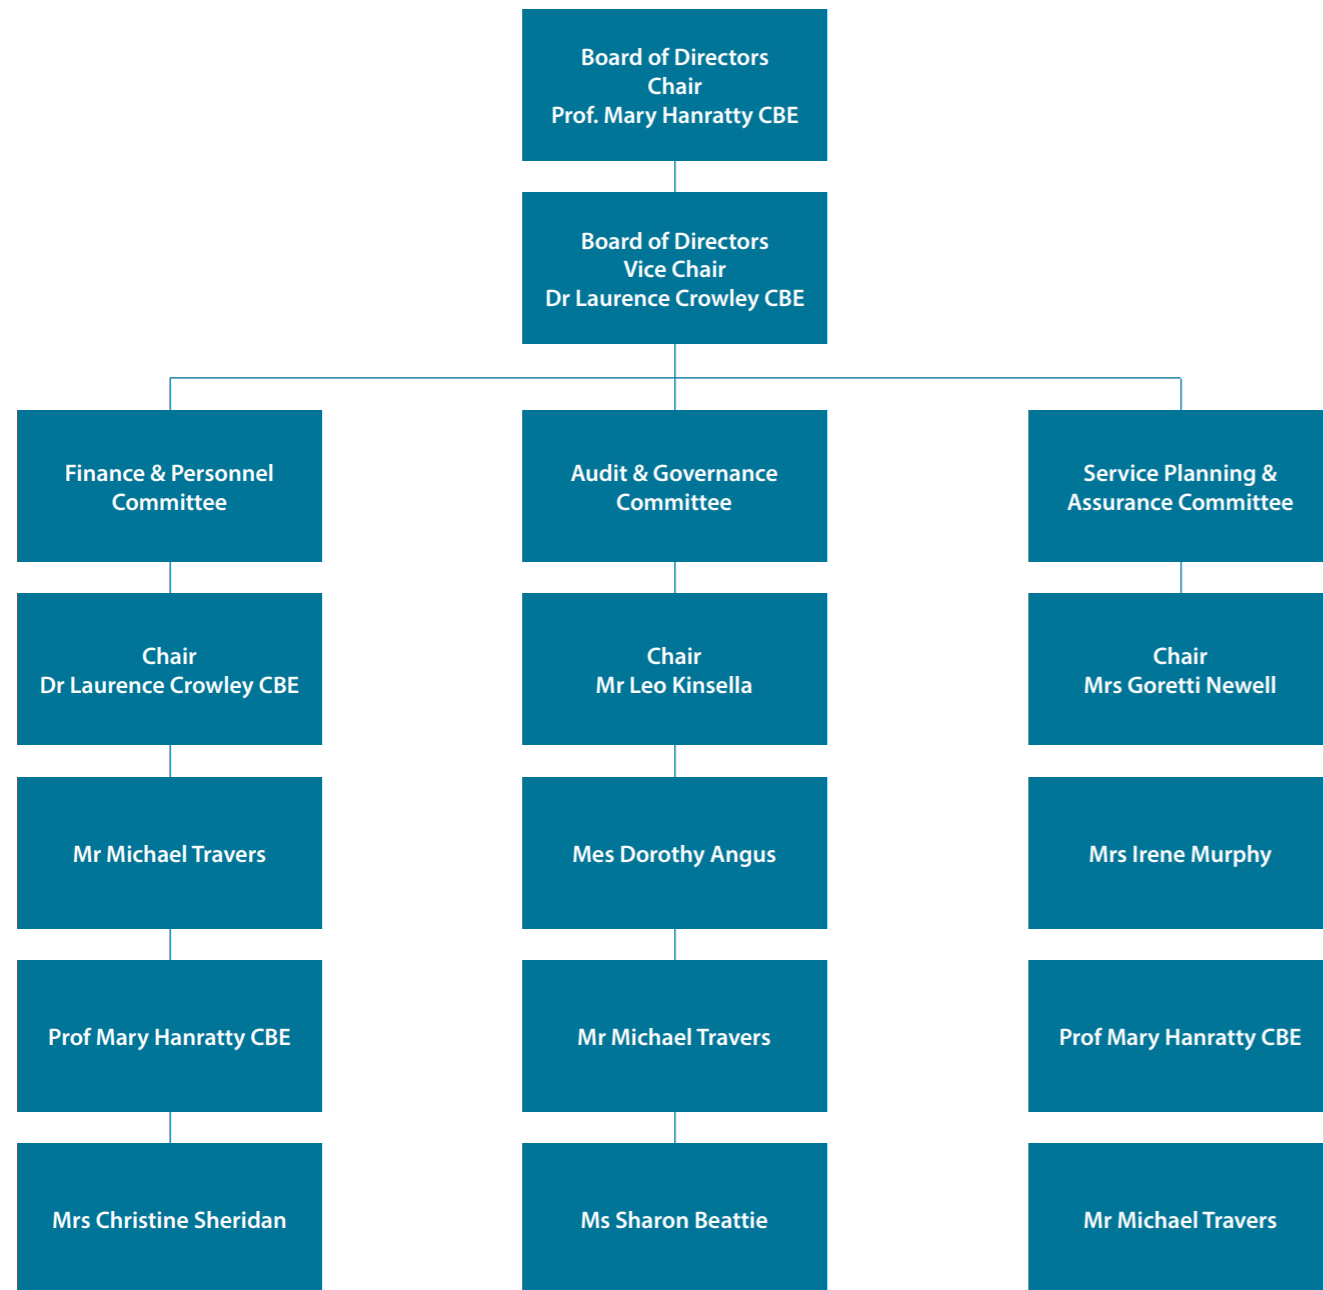 Board of Directors
Chair
Prof. Mary Hanratty CBE
Board of Directors
Vice Chair
Dr Laurence Crowley CBE
Finance & Personnel
Committee
Chair
Dr Laurence Crowley CBE
Mr Michael Travers
Prof Mary Hanratty CBE
Mrs Christine Sheridan
Audit & Governance
Committee
Chair
Mr Leo Kinsella
Mes Dorothy Angus
Mr Michael Travers
Ms Sharon Beattie
Service Planning &
Assurance Committee
Chair
Mrs Goretti Newell
Mrs Irene Murphy
Prof Mary Hanratty CBE
Mr Michael Travers